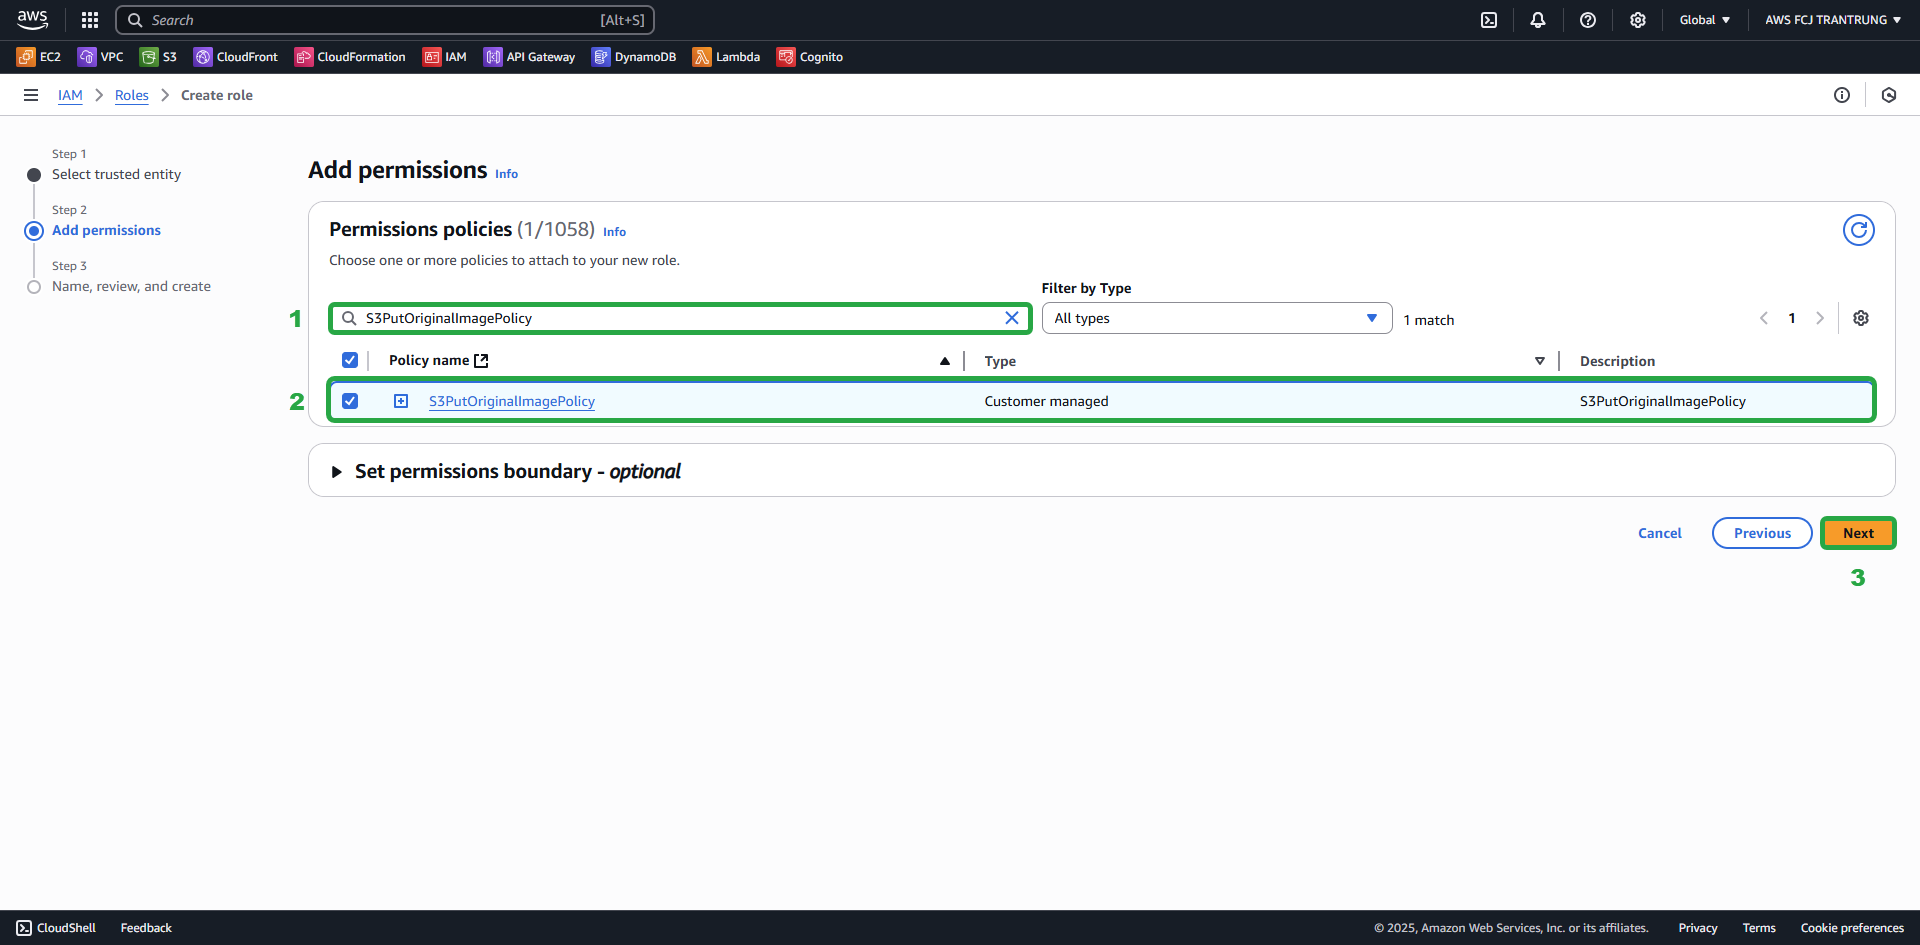 aws Search [Alt+S] Global AWS FCJ TRANTRUNG
EC2 VPC S3 CloudFront CloudFormation IAM API Gateway DynamoDB Lambda Cognito
IAM Roles Create role
Step 1
Select trusted entity
Step 2
Add permissions
Step 3
Name, review, and create
Add permissions Info
Permissions policies (1/1058) Info
Choose one or more policies to attach to your new role.
Filter by Type
1 S3PutOriginalImagePolicy All types 1 match 1
Policy name Type Description
2 S3PutOriginalImagePolicy Customer managed S3PutOriginalImagePolicy
Set permissions boundary - optional
Cancel Previous Next
3
CloudShell Feedback © 2025, Amazon Web Services, Inc. or its affiliates. Privacy Terms Cookie preferences